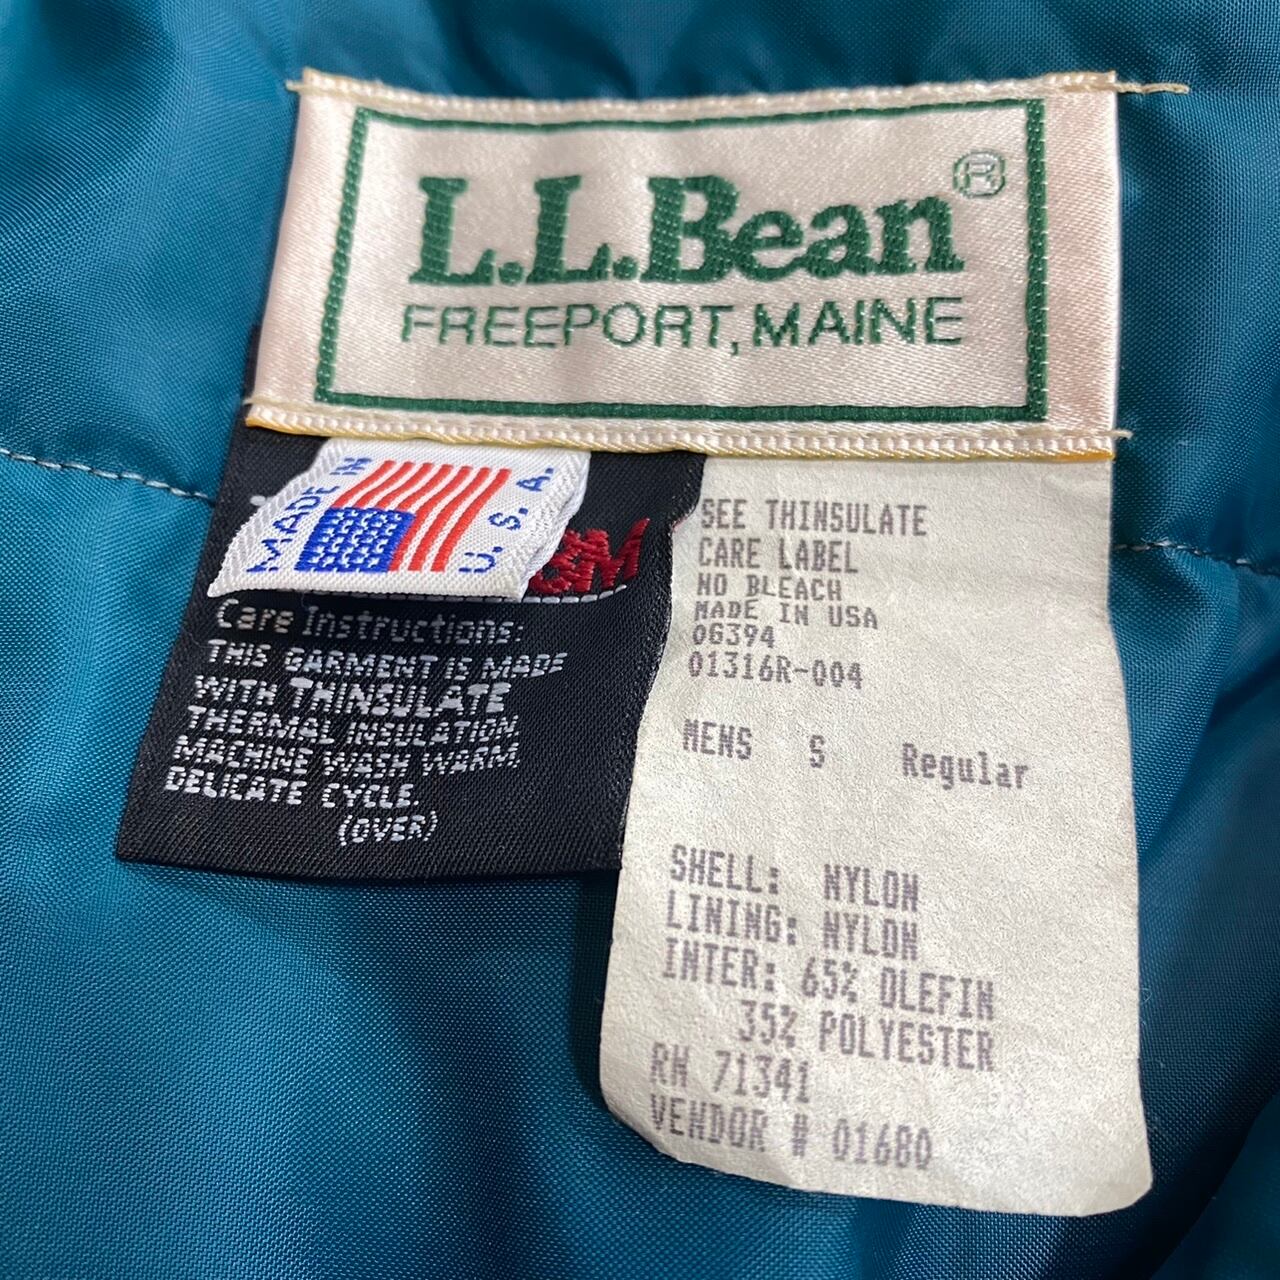 L.L.Bean®
FREEPORT, MAINE
MADE IN
U. S. A.
3M
Care Instructions:
THIS GARMENT IS MADE
WITH THINSULATE
THERMAL INSULATION.
MACHINE WASH WARM,
DELICATE CYCLE.
(OVER)
SEE THINSULATE
CARE LABEL
NO BLEACH
MADE IN USA
06394
01316R-004
MENS S Regular
SHELL: NYLON
LINING: NYLON
INTER: 65% OLEFIN
35% POLYESTER
RN 71341
VENDOR # 01680